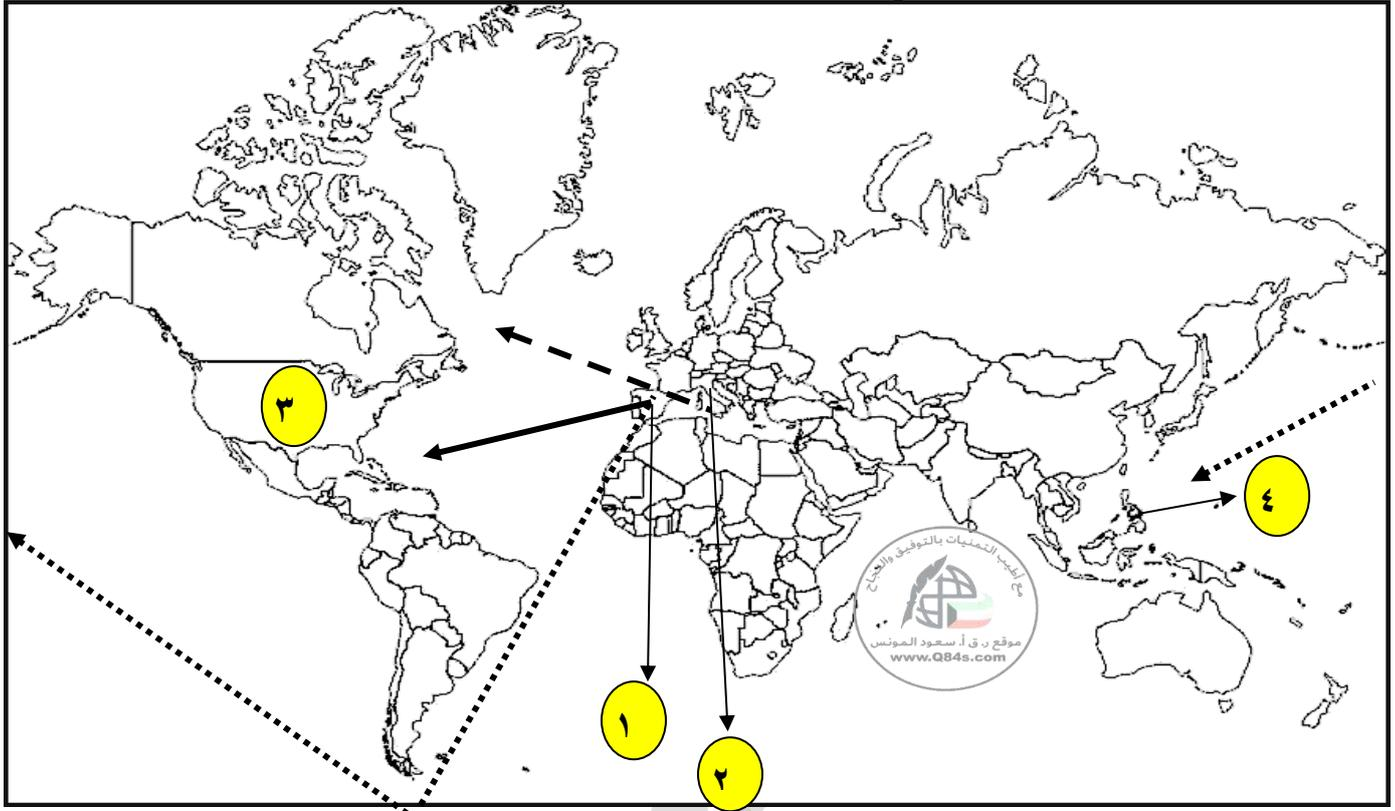 ٣
٤
مع أطيب التمنيات بالتوفيق والنجاح
موقع ر.ق أ. سعود المونس
www.Q84s.com
١
٢